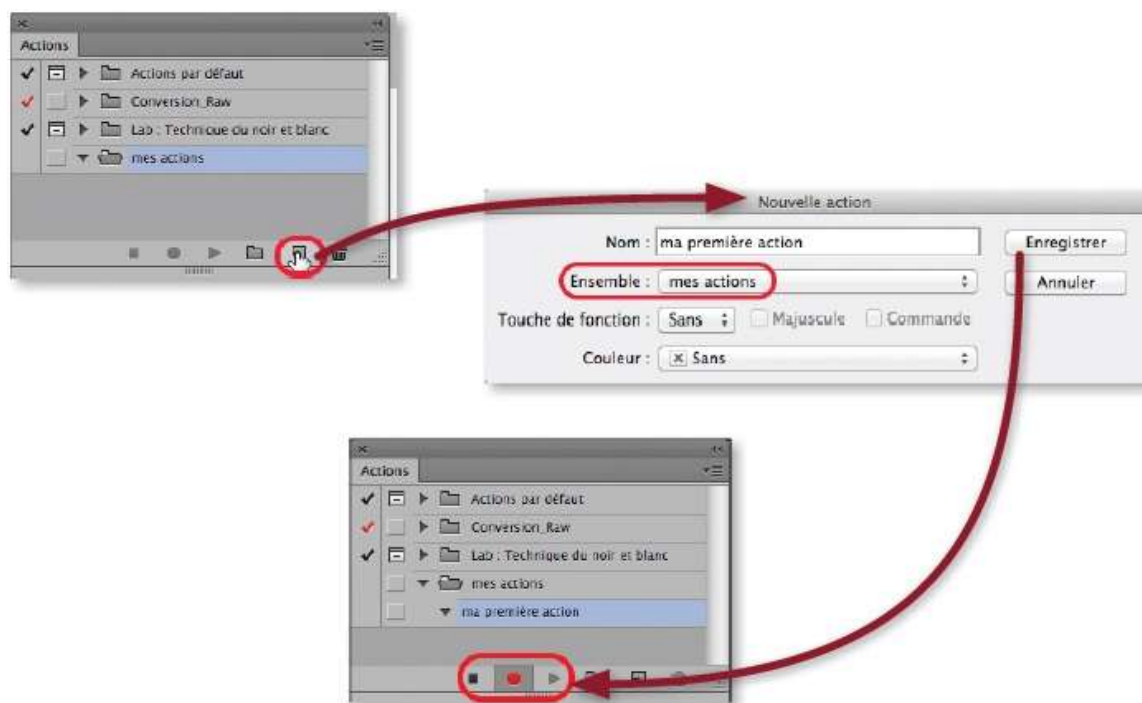 Actions
Actions par défaut
Conversion_Raw
Lab : Technique du noir et blanc
mes actions
Nouvelle action
Nom : ma première action
Enregistrer
Ensemble : mes actions
Annuler
Touche de fonction : Sans Majuscule Commande
Couleur : Sans
Actions
Actions par défaut
Conversion_Raw
Lab : Technique du noir et blanc
mes actions
ma première action